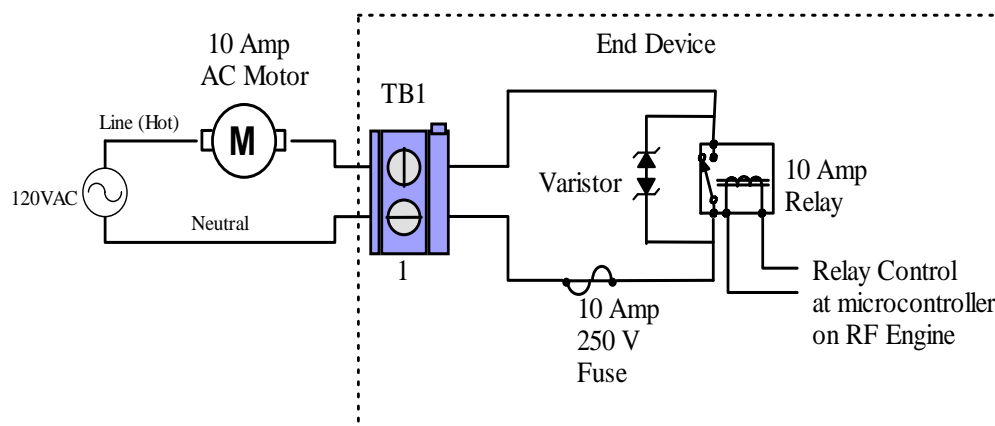 End Device
10 Amp
AC Motor
TB1
Line (Hot)
M
120VAC
Varistor
10 Amp
Relay
Neutral
1
Relay Control
at microcontroller
on RF Engine
10 Amp
250 V
Fuse